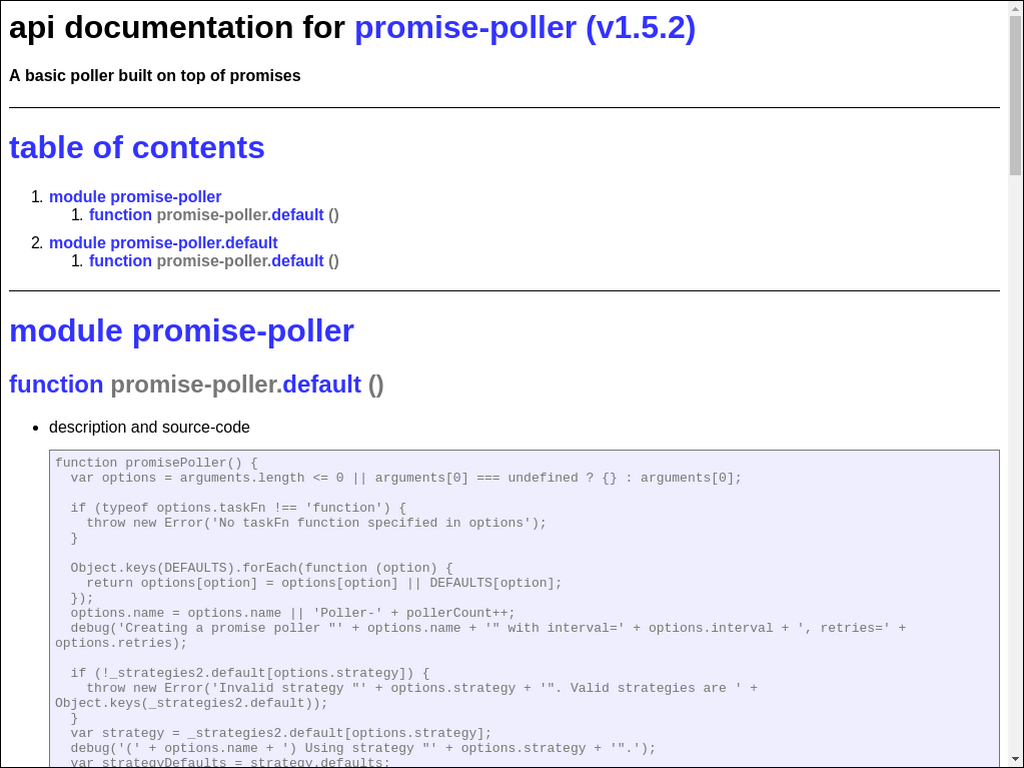 api documentation for promise-poller (v1.5.2)
A basic poller built on top of promises
table of contents
1. module promise-poller
1. function promise-poller.default ()
2. module promise-poller.default
1. function promise-poller.default ()
module promise-poller
function promise-poller.default ()
• description and source-code
function promisePoller() {
  var options = arguments.length <= 0 || arguments[0] === undefined ? {} : arguments[0];

  if (typeof options.taskFn !== 'function') {
    throw new Error('No taskFn function specified in options');
  }

  Object.keys(DEFAULTS).forEach(function (option) {
    return options[option] = options[option] || DEFAULTS[option];
  });
  options.name = options.name || 'Poller-' + pollerCount++;
  debug('Creating a promise poller "' + options.name + '" with interval=' + options.interval + ', retries=' +
options.retries);

  if (!_strategies2.default[options.strategy]) {
    throw new Error('Invalid strategy "' + options.strategy + '". Valid strategies are ' +
Object.keys(_strategies2.default));
  }
  var strategy = _strategies2.default[options.strategy];
  debug('(' + options.name + ') Using strategy "' + options.strategy + '".');
  var strategyDefaults = strategy.defaults;